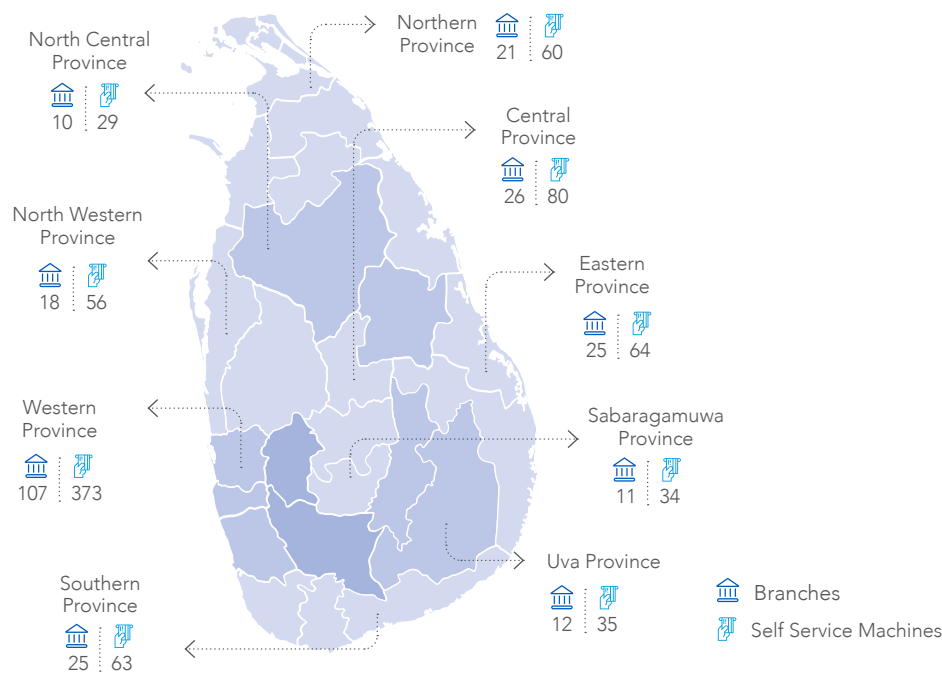 Northern
Province
21
60
North Central
Province
10
29
Central
Province
26
80
North Western
Province
18
56
Eastern
Province
25
64
Western
Province
107
373
Sabaragamuwa
Province
11
34
Uva Province
12
35
Southern
Province
25
63
Branches
Self Service Machines